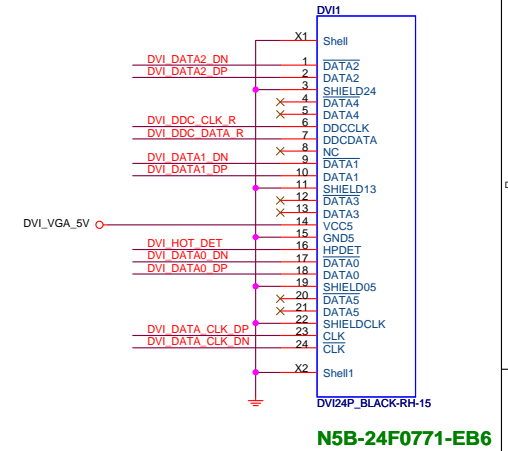 DVI1
X1 Shell
DVI_DATA2_DN 1 DATA2
DVI_DATA2_DP 2 DATA2
3 SHIELD24
4 DATA4
5 DATA4
DVI_DDC_CLK_R 6 DDCCLK
DVI_DDC_DATA_R 7 DDCDATA
8 NC
DVI_DATA1_DN 9 DATA1
DVI_DATA1_DP 10 DATA1
11 SHIELD13
12 DATA3
13 DATA3
DVI_VGA_5V 14 VCC5
15 GND5
DVI_HOT_DET 16 HPDET
DVI_DATA0_DN 17 DATA0
DVI_DATA0_DP 18 DATA0
19 SHIELD05
20 DATA5
21 DATA5
22 SHIELDCLK
DVI_DATA_CLK_DP 23 CLK
DVI_DATA_CLK_DN 24 CLK
X2 Shell1
DVI24P_BLACK-RH-15
N5B-24F0771-EB6